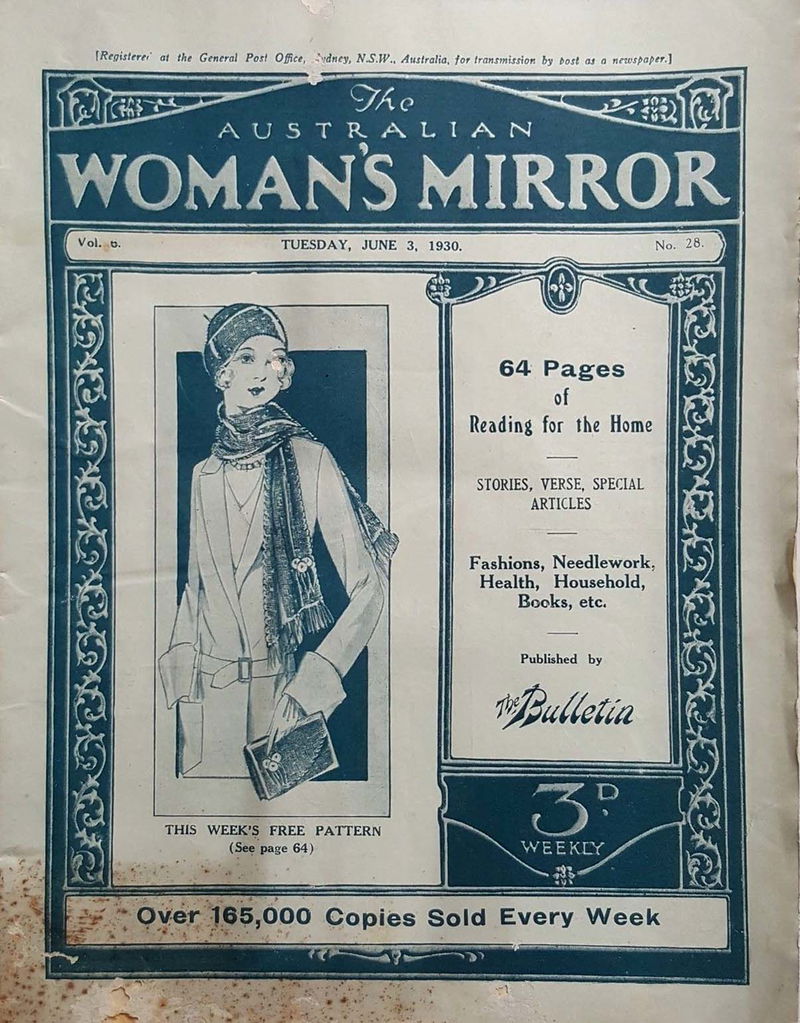 [Registered at the General Post Office, Sydney, N.S.W., Australia, for transmission by post as a newspaper.]
The
AUSTRALIAN
WOMAN'S MIRROR
Vol. 6. TUESDAY, JUNE 3, 1930. No. 28.
64 Pages
of
Reading for the Home
STORIES, VERSE, SPECIAL
ARTICLES
Fashions, Needlework,
Health, Household,
Books, etc.
Published by
The Bulletin
THIS WEEK'S FREE PATTERN
(See page 64)
3D
WEEKLY
Over 165,000 Copies Sold Every Week